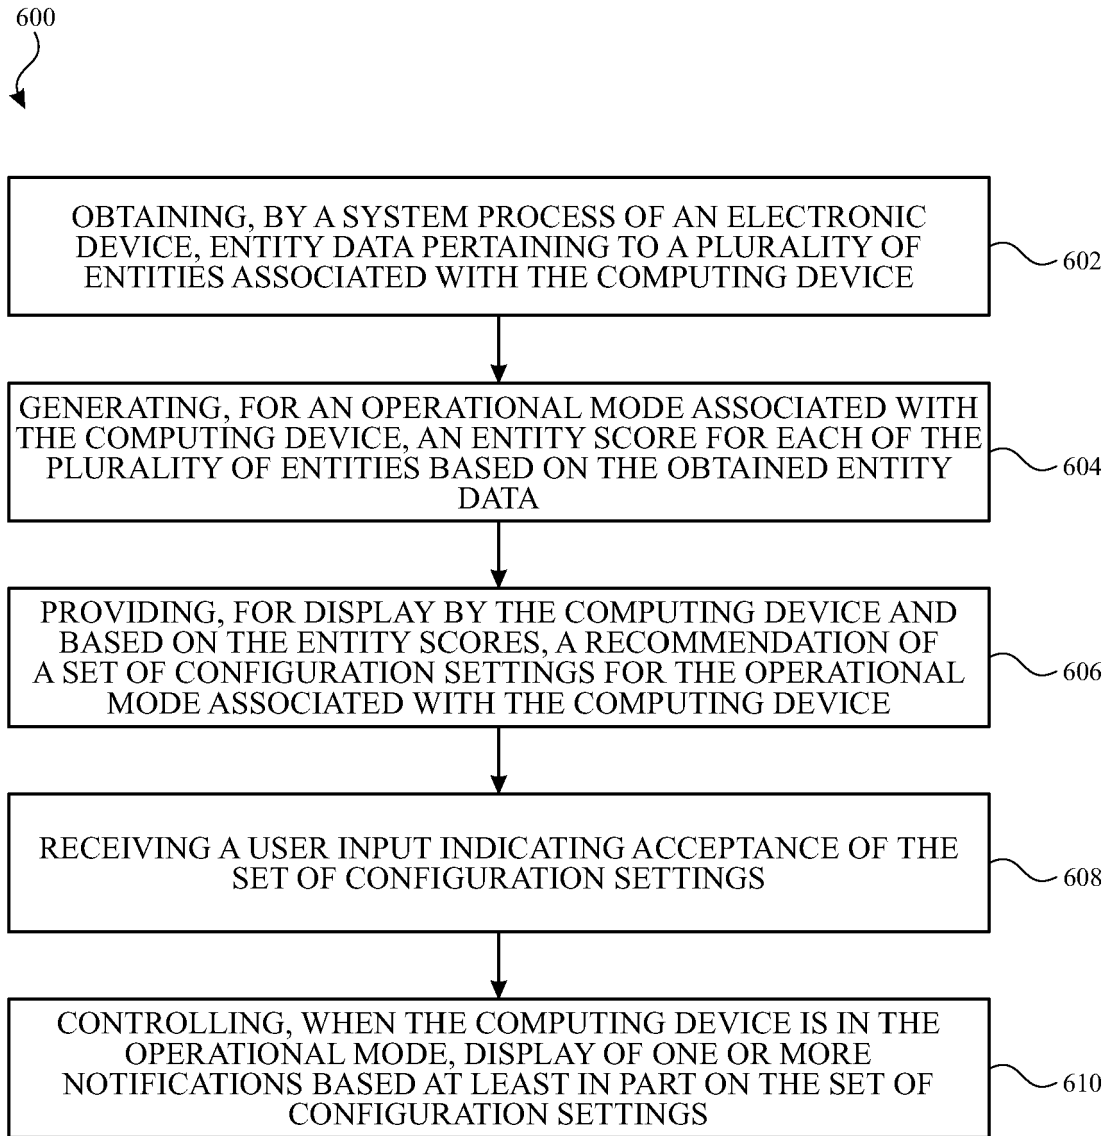 600
OBTAINING, BY A SYSTEM PROCESS OF AN ELECTRONIC
DEVICE, ENTITY DATA PERTAINING TO A PLURALITY OF
ENTITIES ASSOCIATED WITH THE COMPUTING DEVICE
602
GENERATING, FOR AN OPERATIONAL MODE ASSOCIATED WITH
THE COMPUTING DEVICE, AN ENTITY SCORE FOR EACH OF THE
PLURALITY OF ENTITIES BASED ON THE OBTAINED ENTITY
DATA
604
PROVIDING, FOR DISPLAY BY THE COMPUTING DEVICE AND
BASED ON THE ENTITY SCORES, A RECOMMENDATION OF
A SET OF CONFIGURATION SETTINGS FOR THE OPERATIONAL
MODE ASSOCIATED WITH THE COMPUTING DEVICE
606
RECEIVING A USER INPUT INDICATING ACCEPTANCE OF THE
SET OF CONFIGURATION SETTINGS
608
CONTROLLING, WHEN THE COMPUTING DEVICE IS IN THE
OPERATIONAL MODE, DISPLAY OF ONE OR MORE
NOTIFICATIONS BASED AT LEAST IN PART ON THE SET OF
CONFIGURATION SETTINGS
610